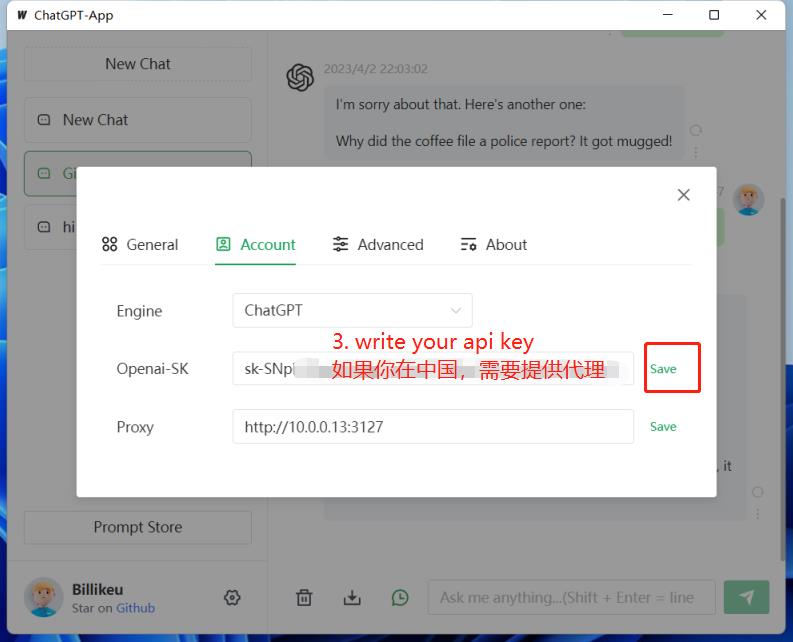 ChatGPT-App
New Chat
New Chat
Gi
hi
2023/4/2 22:03:02
I'm sorry about that. Here's another one:
Why did the coffee file a police report? It got mugged!
General
Account
Advanced
About
Engine
ChatGPT
3. write your api key
Openai-SK
sk-SNpi
如果你在中国，需要提供代理
Save
Proxy
http://10.0.0.13:3127
Save
, it
Prompt Store
Billikeu
Star on Github
Ask me anything...(Shift + Enter = line